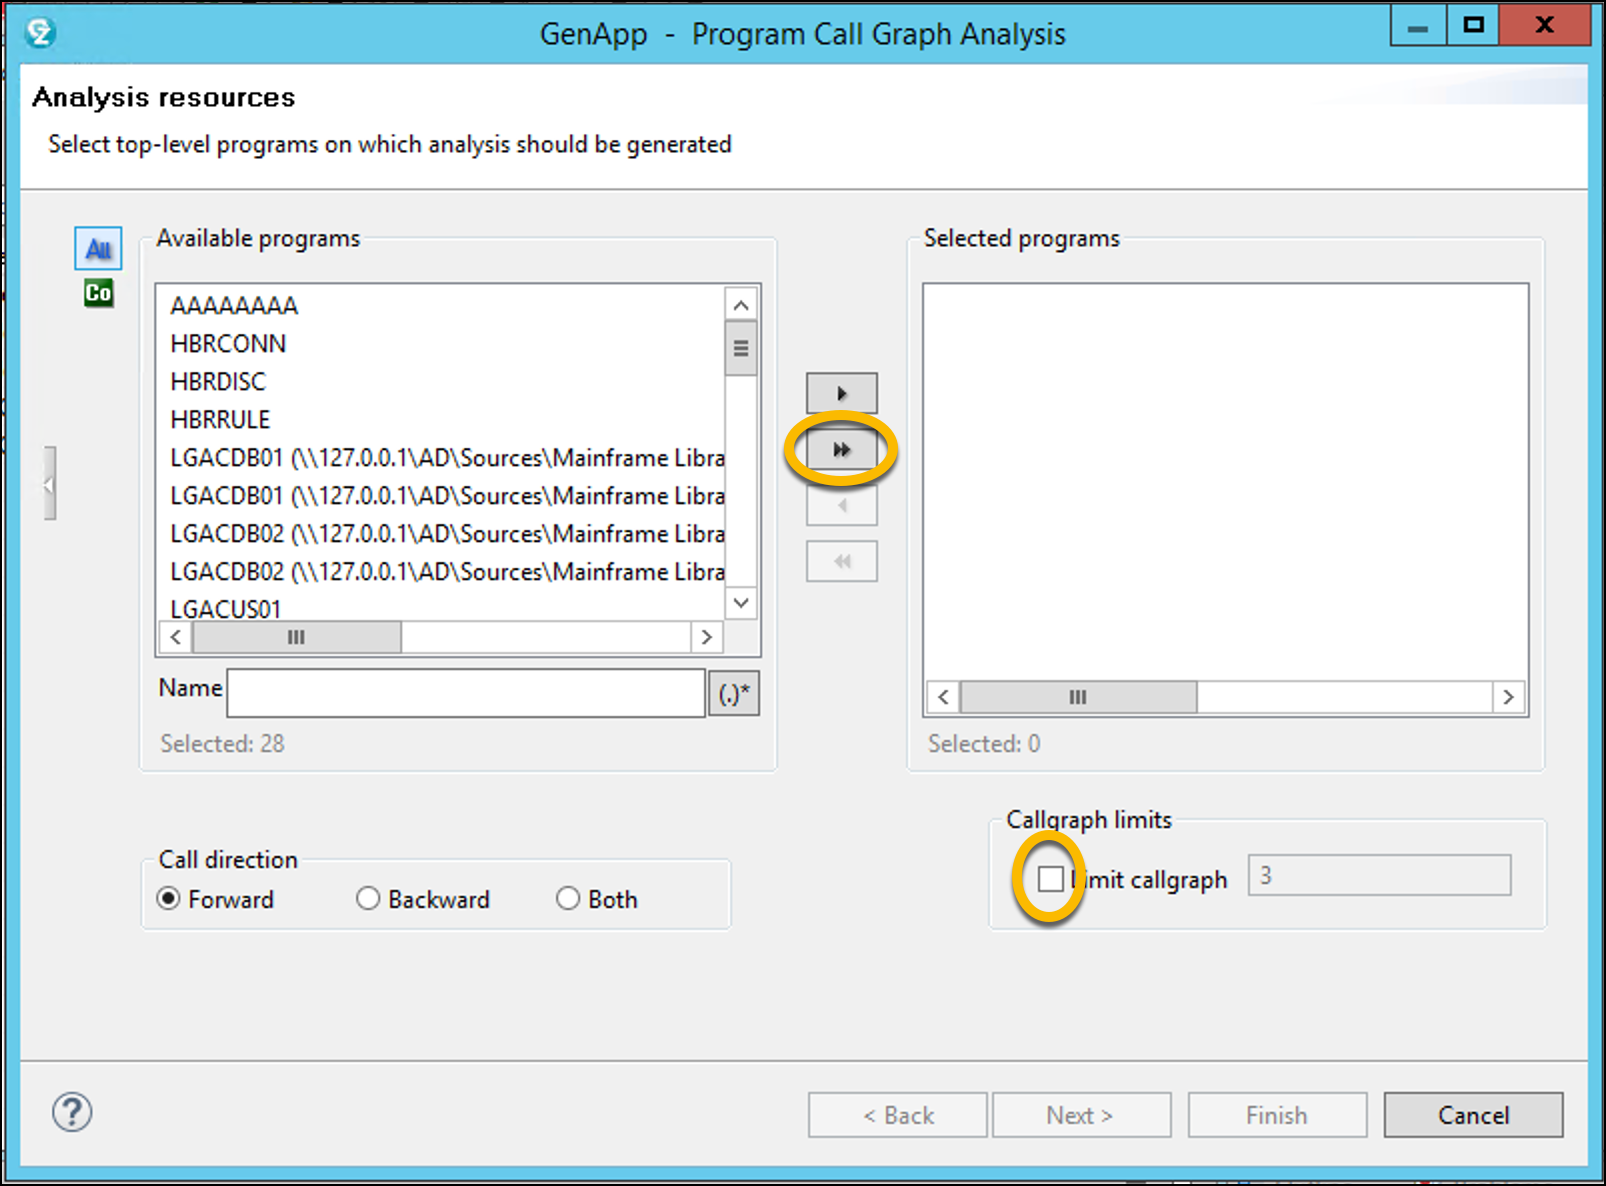 GenApp - Program Call Graph Analysis
Analysis resources
Select top-level programs on which analysis should be generated
All
Co
Available programs
AAAAAAAA
HBRCONN
HBRDISC
HBRRULE
LGACDB01 (\\127.0.0.1\AD\Sources\Mainframe Libra
LGACDB01 (\\127.0.0.1\AD\Sources\Mainframe Libra
LGACDB02 (\\127.0.0.1\AD\Sources\Mainframe Libra
LGACDB02 (\\127.0.0.1\AD\Sources\Mainframe Libra
LGACUS01
Name
(.)*
Selected: 28
Selected programs
Selected: 0
Call direction
Forward
Backward
Both
Callgraph limits
Limit callgraph
3
?
< Back
Next >
Finish
Cancel